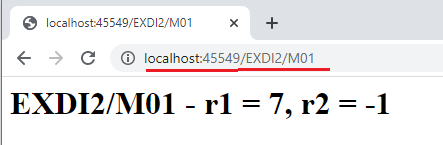 localhost:45549/EXDI2/M01
localhost:45549/EXDI2/M01
EXDI2/M01 - r1 = 7, r2 = -1